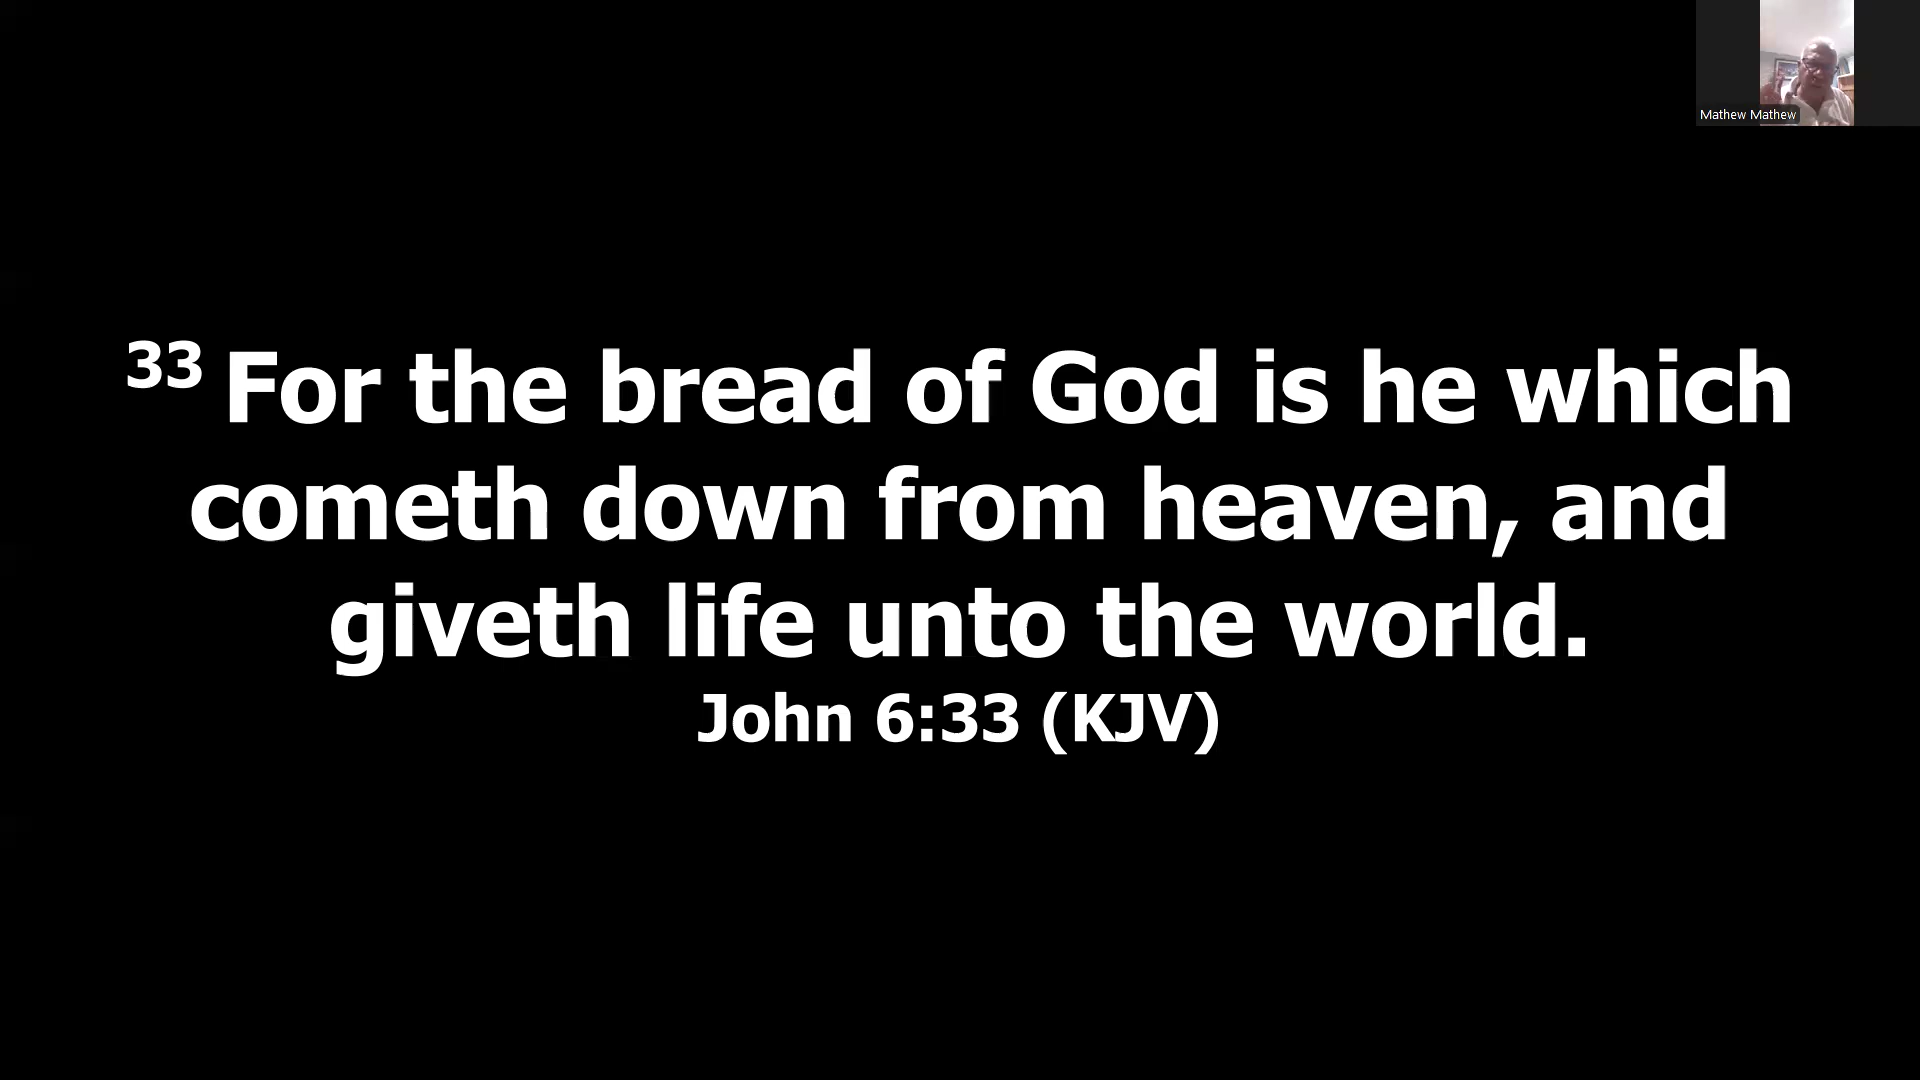 Mathew Mathew
33 For the bread of God is he which
cometh down from heaven, and
giveth life unto the world.
John 6:33 (KJV)